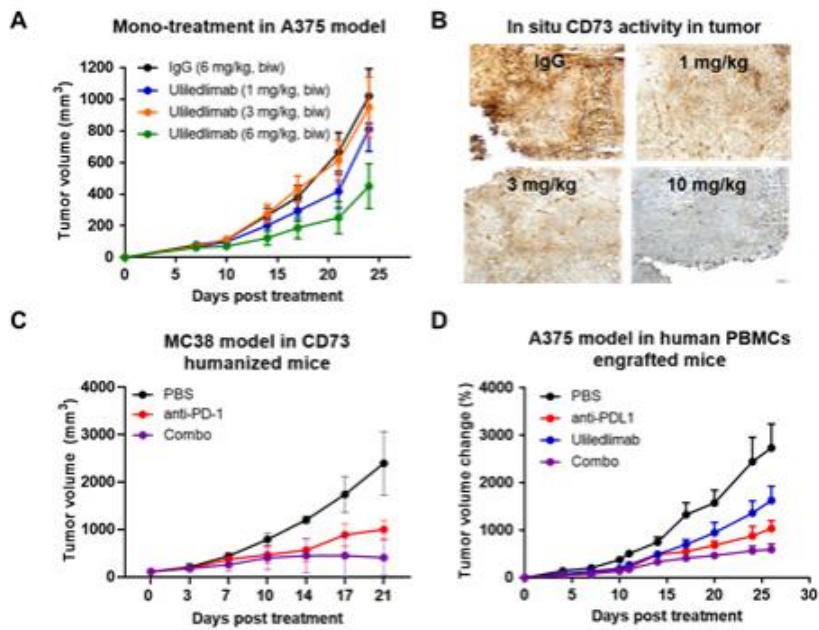 A
Mono-treatment in A375 model
1200
1000
800
600
400
200
0
Tumor volume (mm³)
IgG (6 mg/kg, biw)
Uliledlimab (1 mg/kg, biw)
Uliledlimab (3 mg/kg, biw)
Uliledlimab (6 mg/kg, biw)
0 5 10 15 20 25
Days post treatment
B
In situ CD73 activity in tumor
IgG
1 mg/kg
3 mg/kg
10 mg/kg
C
MC38 model in CD73
humanized mice
4000
3000
2000
1000
0
Tumor volume (mm³)
PBS
anti-PD-1
Combo
0 3 7 10 14 17 21
Days post treatment
D
A375 model in human PBMCs
engrafted mice
4000
3000
2000
1000
0
Tumor volume change (%)
PBS
anti-PDL1
Uliledlimab
Combo
0 5 10 15 20 25 30
Days post treatment